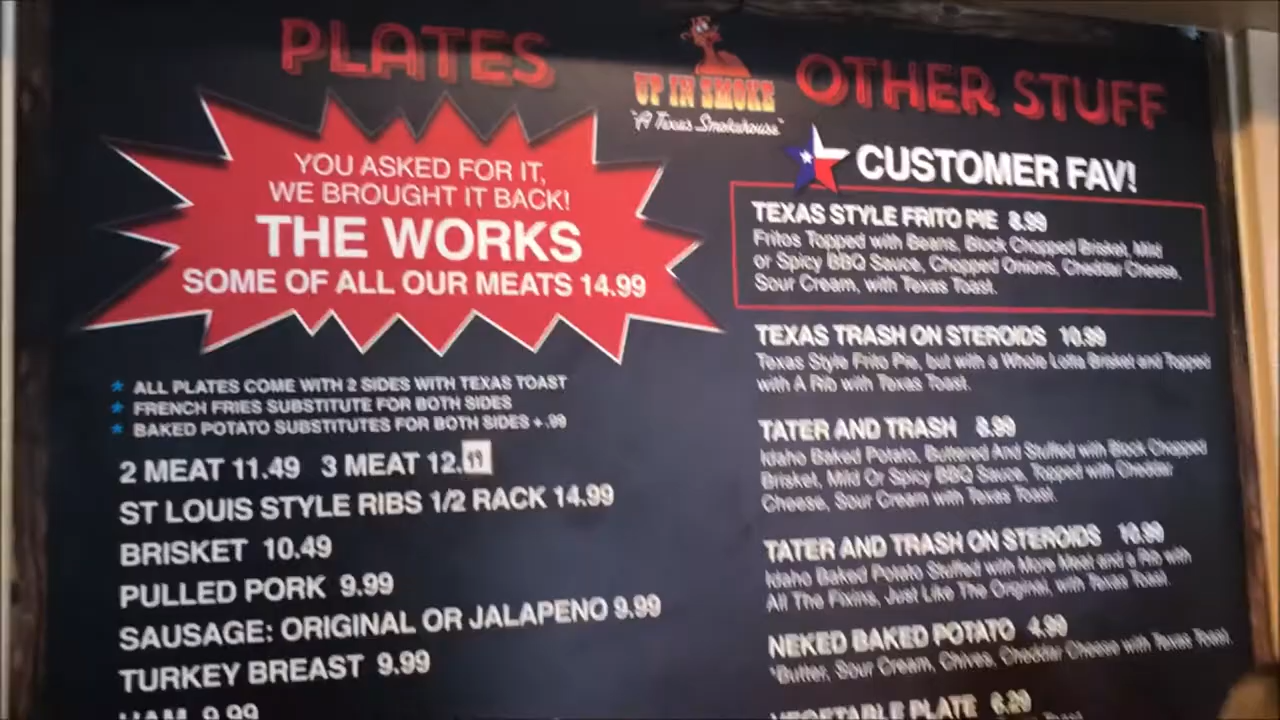 PLATES
YOU ASKED FOR IT,
WE BROUGHT IT BACK!
THE WORKS
SOME OF ALL OUR MEATS 14.99
* ALL PLATES COME WITH 2 SIDES WITH TEXAS TOAST
* FRENCH FRIES SUBSTITUTE FOR BOTH SIDES
* BAKED POTATO SUBSTITUTES FOR BOTH SIDES + .99
2 MEAT 11.49 3 MEAT 12.
ST LOUIS STYLE RIBS 1/2 RACK 14.99
BRISKET 10.49
PULLED PORK 9.99
SAUSAGE: ORIGINAL OR JALAPENO 9.99
TURKEY BREAST 9.99
HAM 9.99
UP IN SMOKE
"A Texas Smokehouse"
OTHER STUFF
CUSTOMER FAV!
TEXAS STYLE FRITO PIE 8.99
Fritos Topped with Beans, Block Chopped Brisket, Mild
or Spicy BBQ Sauce, Chopped Onions, Cheddar Cheese,
Sour Cream, with Texas Toast.
TEXAS TRASH ON STEROIDS 10.99
Texas Style Frito Pie, but with a Whole Lotta Brisket and Topped
with A Rib with Texas Toast.
TATER AND TRASH 8.99
Idaho Baked Potato, Buttered And Stuffed with Block Chopped
Brisket, Mild Or Spicy BBQ Sauce, Topped with Cheddar
Cheese, Sour Cream with Texas Toast.
TATER AND TRASH ON STEROIDS 10.99
Idaho Baked Potato Stuffed with More Meat and a Rib with
All The Fixins, Just Like The Original, with Texas Toast.
NEKED BAKED POTATO 4.99
*Butter, Sour Cream, Chives, Cheddar Cheese with Texas Toast.
VEGETABLE PLATE 6.29